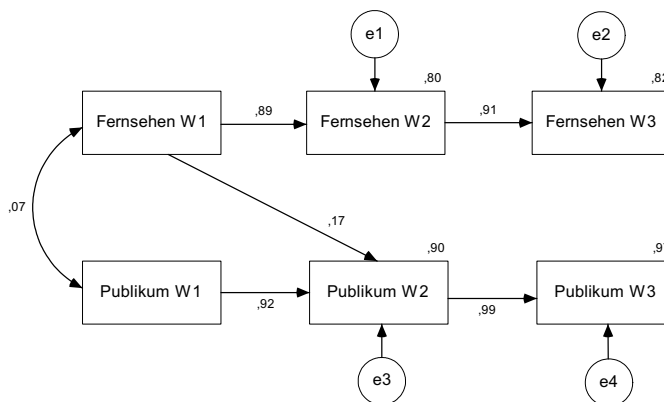 e1
e2
,80
,82
Fernsehen W1
,89
Fernsehen W2
,91
Fernsehen W3
,07
,17
,90
Publikum W1
,92
Publikum W2
,99
Publikum W3
e3
e4